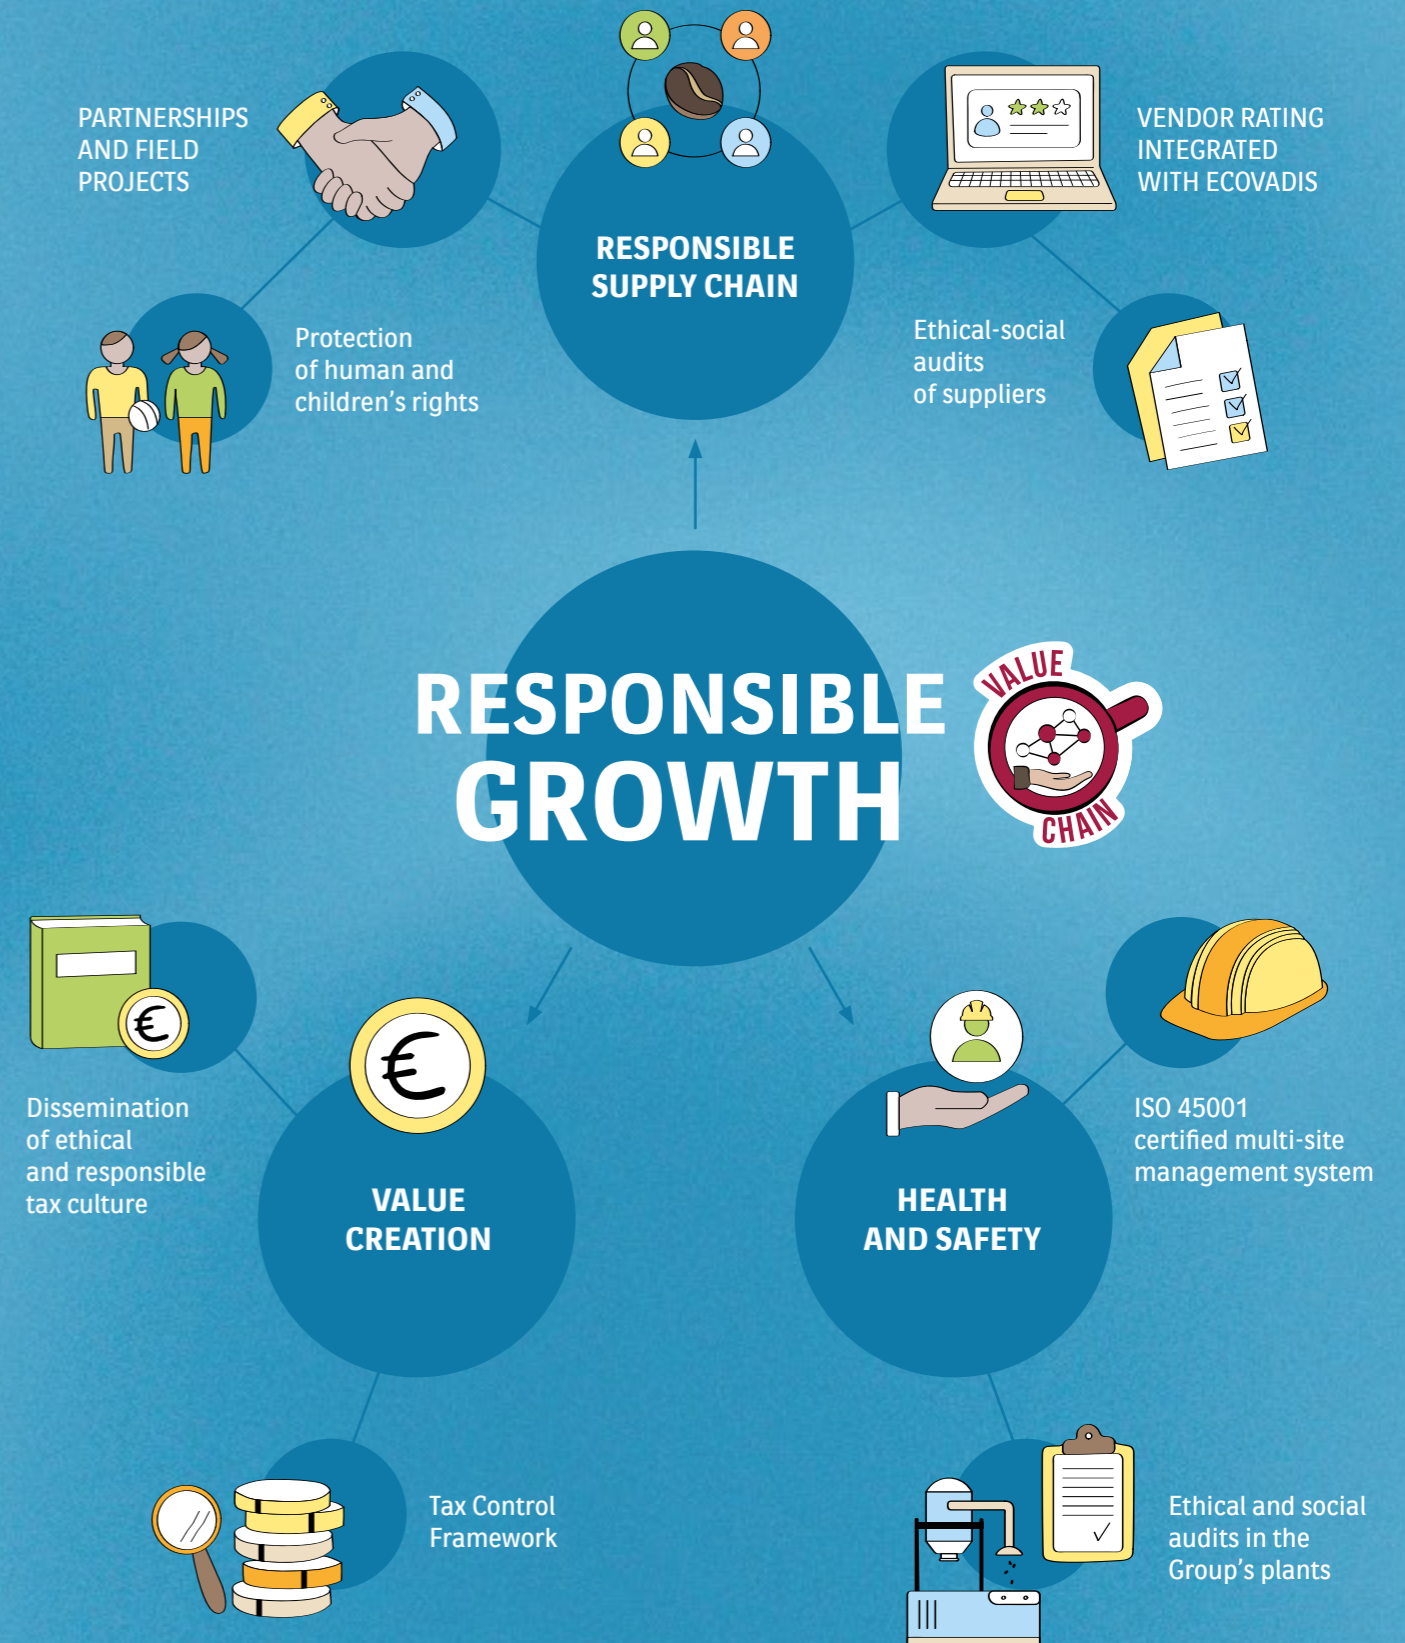 PARTNERSHIPS
AND FIELD
PROJECTS
VENDOR RATING
INTEGRATED
WITH ECOVADIS
RESPONSIBLE
SUPPLY CHAIN
Protection
of human and
children's rights
Ethical-social
audits
of suppliers
RESPONSIBLE
GROWTH
VALUE
CHAIN
€
Dissemination
of ethical
and responsible
tax culture
€
VALUE
CREATION
HEALTH
AND SAFETY
ISO 45001
certified multi-site
management system
Tax Control
Framework
Ethical and social
audits in the
Group's plants